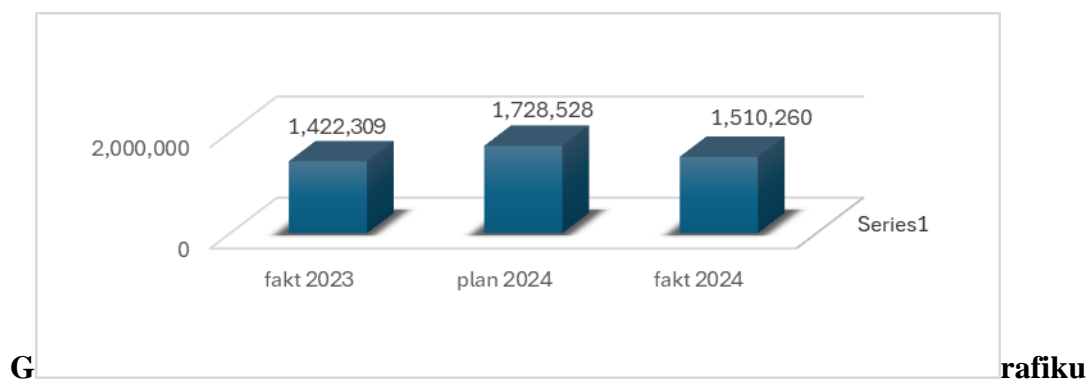 1,422,309
1,728,528
1,510,260
2,000,000
0
Series1
fakt 2023
plan 2024
fakt 2024
G
rafiku